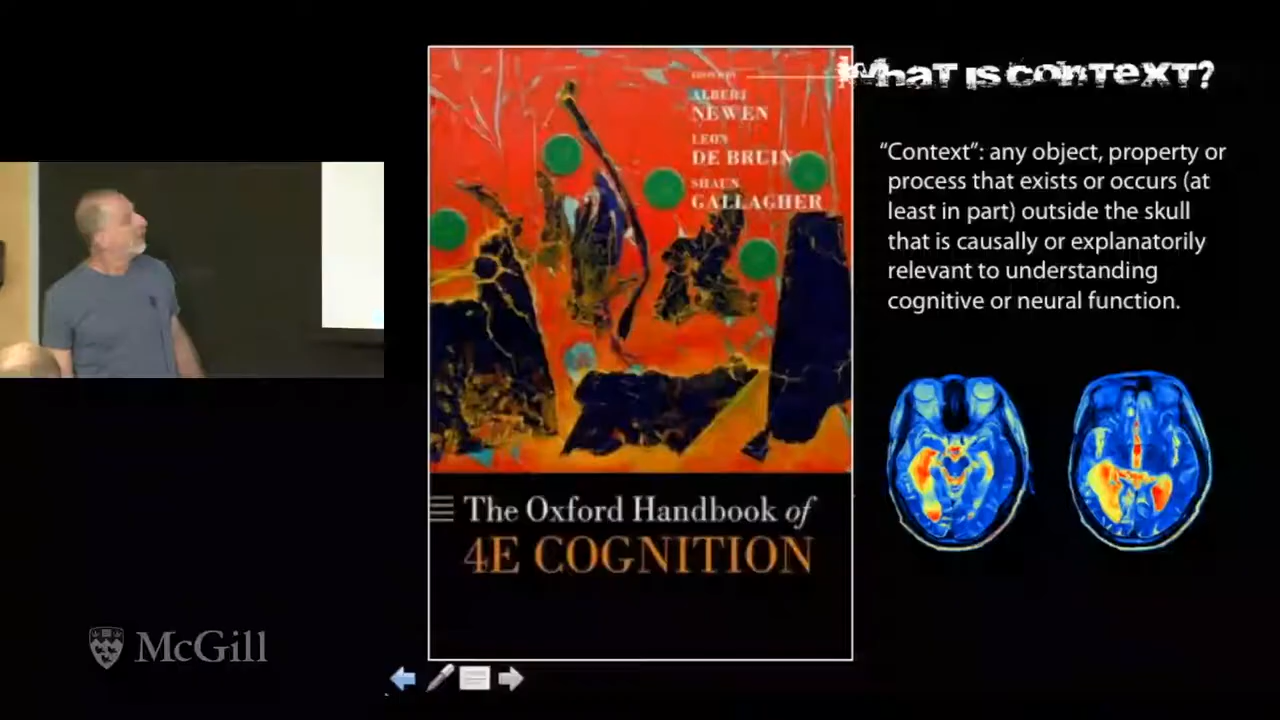 WHAT IS CONTEXT?
EDITED BY
ALBERT
NEWEN
LEON
DE BRUIN
SHAUN
GALLAGHER
The Oxford Handbook of
4E COGNITION
“Context”: any object, property or
process that exists or occurs (at
least in part) outside the skull
that is causally or explanatorily
relevant to understanding
cognitive or neural function.
McGill